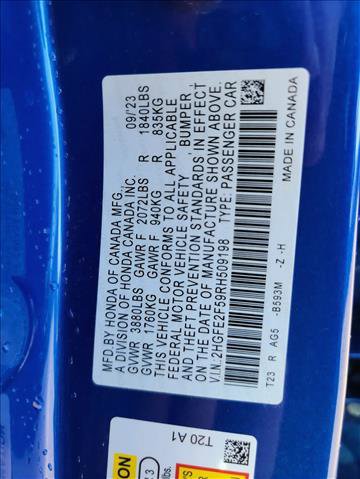 MFD.BY HONDA OF CANADA MFG., 09/23
A DIVISION OF HONDA CANADA INC.
GVWR 3880LBS GAWR F 2072LBS R 1840LBS
GVWR 1760KG GAWR F 940KG R 835KG
THIS VEHICLE CONFORMS TO ALL APPLICABLE
FEDERAL MOTOR VEHICLE SAFETY, BUMPER
AND THEFT PREVENTION STANDARDS IN EFFECT
ON THE DATE OF MANUFACTURE SHOWN ABOVE.
V.I.N.:2HGFE2F59RH509198 TYPE: PASSENGER CAR
T23 R AG5 -B593M -Z -H
MADE IN CANADA
T20 A1
ION